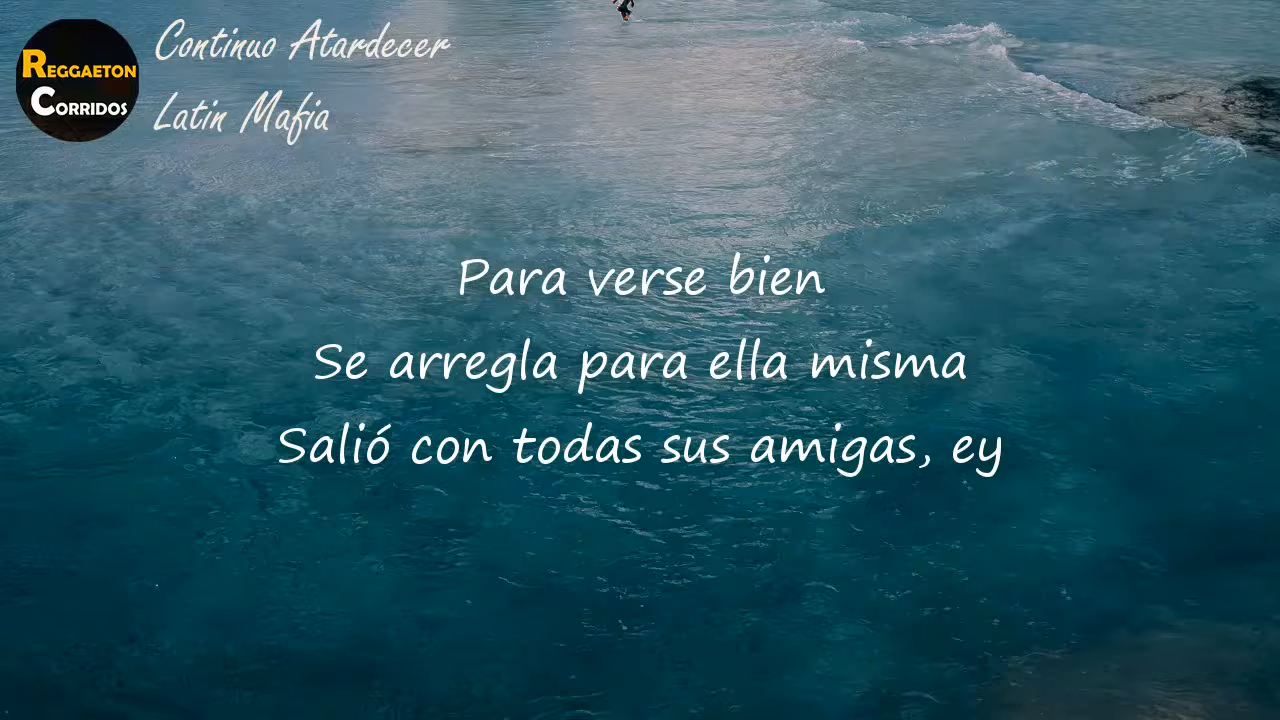 REGGAETON
CORRIDOS
Continuo Atardecer
Latin Mafia
Para verse bien
Se arregla para ella misma
Salió con todas sus amigas, ey